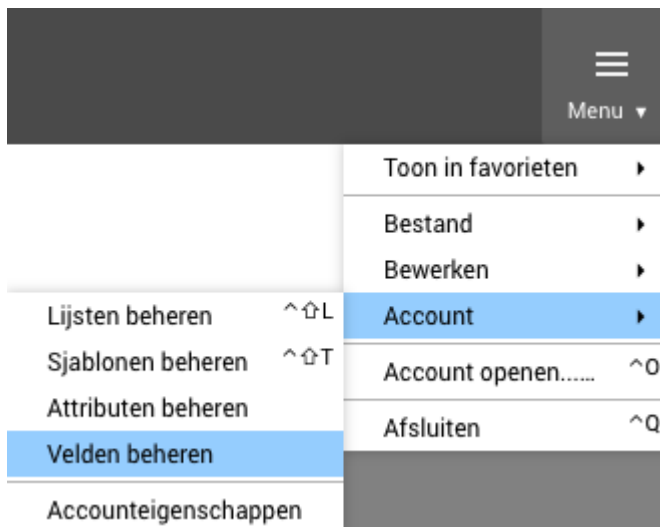 Menu ▾
Toon in favorieten ▸
Bestand ▸
Bewerken ▸
Account ▸
Account openen...... ^O
Afsluiten ^Q
Lijsten beheren ^⇧L
Sjablonen beheren ^⇧T
Attributen beheren
Velden beheren
Accounteigenschappen